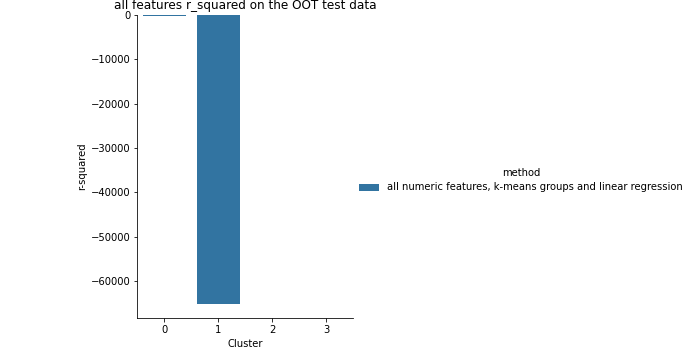 all features r_squared on the OOT test data
0
−10000
−20000
−30000
−40000
−50000
−60000
r-squared
0 1 2 3
Cluster
method
all numeric features, k-means groups and linear regression